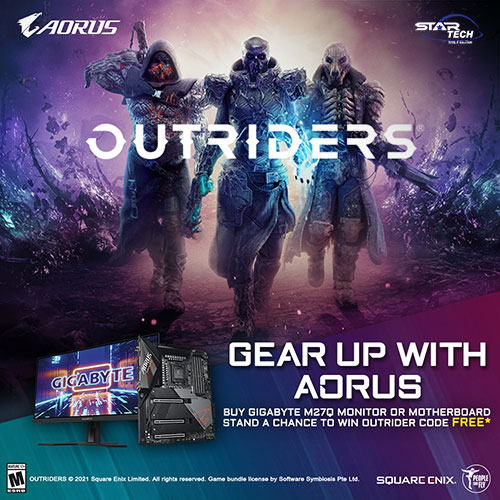 AORUS
STAR
TECH
OUTRIDERS
GIGABYTE
AORUS
GEAR UP WITH
AORUS
BUY GIGABYTE M27Q MONITOR OR MOTHERBOARD
STAND A CHANCE TO WIN OUTRIDER CODE FREE*
MATURE 17+
M
ESRB
OUTRIDERS © 2021 Square Enix Limited. All rights reserved. Game bundle license by Software Symbiosis Pte Ltd.
SQUARE ENIX.
PEOPLE
CAN FLY